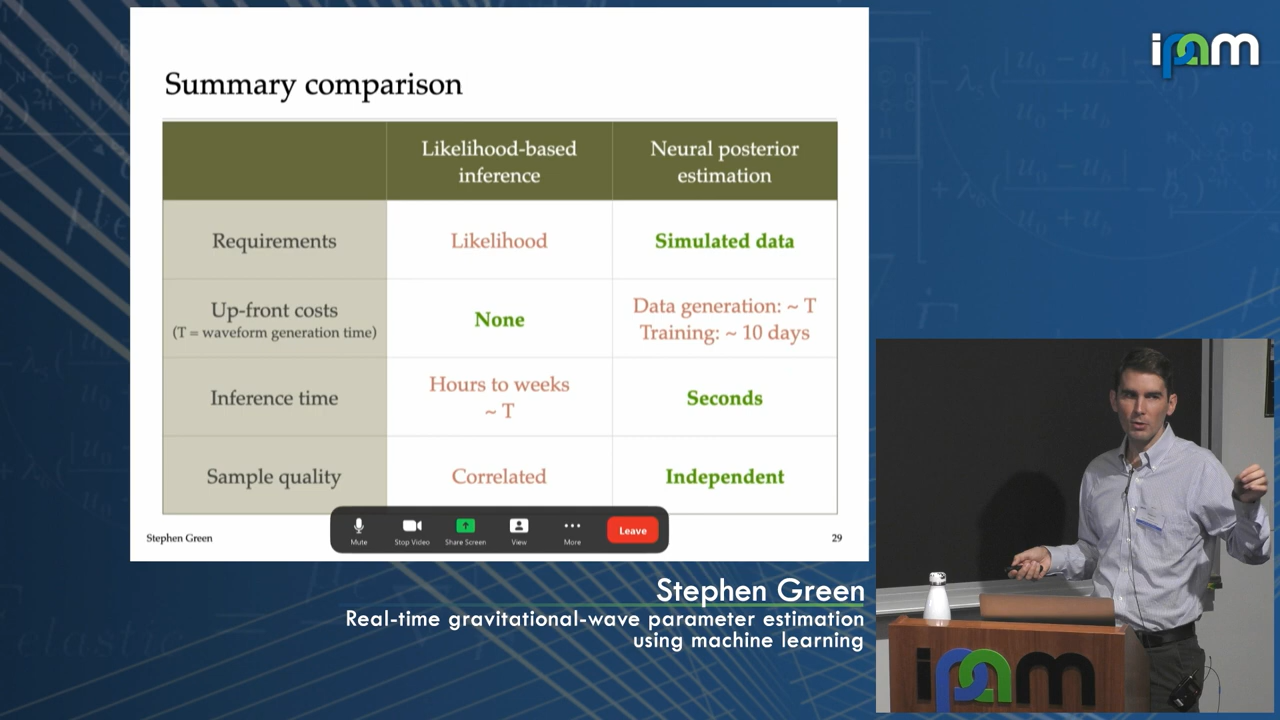 ipam
Summary comparison
Likelihood-based
inference
Neural posterior
estimation
Requirements
Likelihood
Simulated data
Up-front costs
(T = waveform generation time)
None
Data generation: ~ T
Training: ~ 10 days
Inference time
Hours to weeks
~ T
Seconds
Sample quality
Correlated
Independent
Mute
Stop Video
Share Screen
View
More
Leave
Stephen Green
29
Stephen Green
Real-time gravitational-wave parameter estimation
using machine learning
ipam